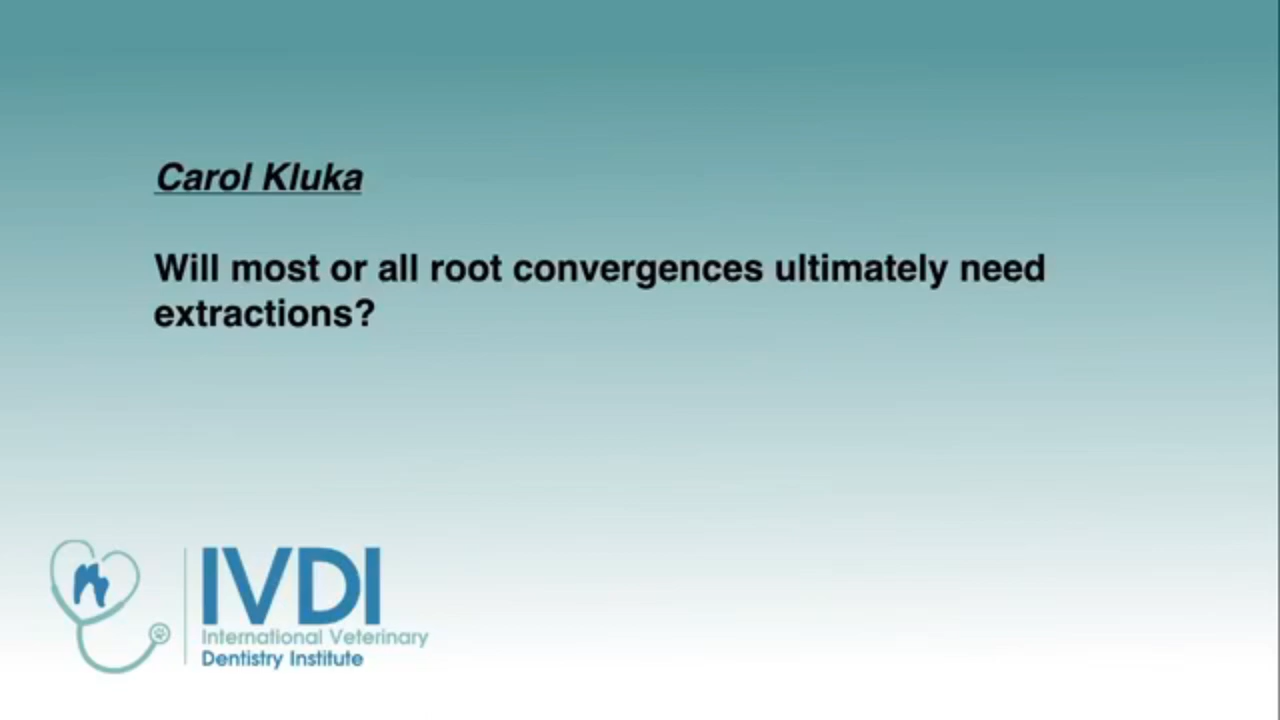 Carol Kluka
Will most or all root convergences ultimately need
extractions?
IVDI
International Veterinary
Dentistry Institute